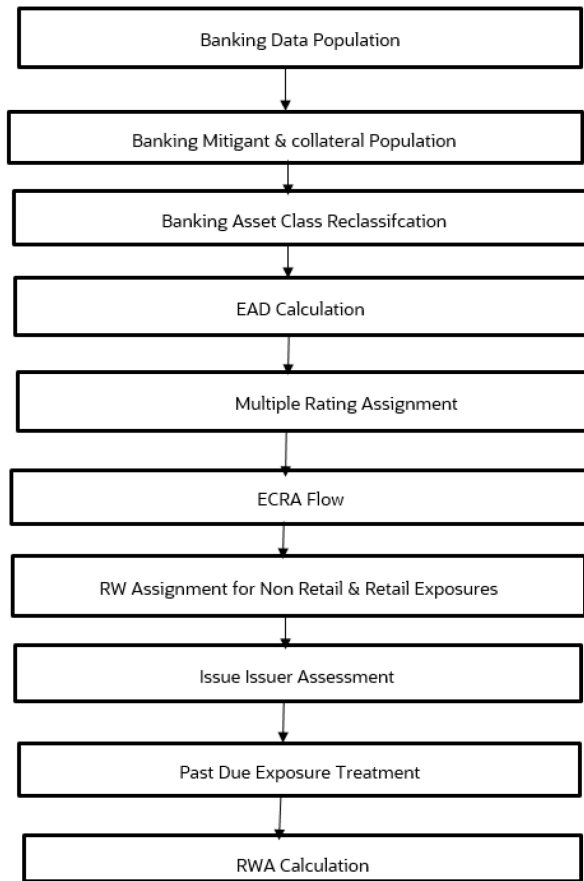 Banking Data Population
Banking Mitigant & collateral Population
Banking Asset Class Reclassifcation
EAD Calculation
Multiple Rating Assignment
ECRA Flow
RW Assignment for Non Retail & Retail Exposures
Issue Issuer Assessment
Past Due Exposure Treatment
RWA Calculation